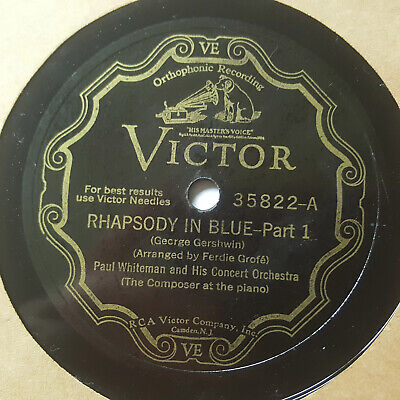 VE
Orthophonic Recording
"HIS MASTER'S VOICE"
VICTOR
For best results
use Victor Needles
35822-A
RHAPSODY IN BLUE-Part 1
(George Gershwin)
(Arranged by Ferdie Grofé)
Paul Whiteman and His Concert Orchestra
(The Composer at the piano)
RCA Victor Company, Inc.
Camden, N.J.
VE